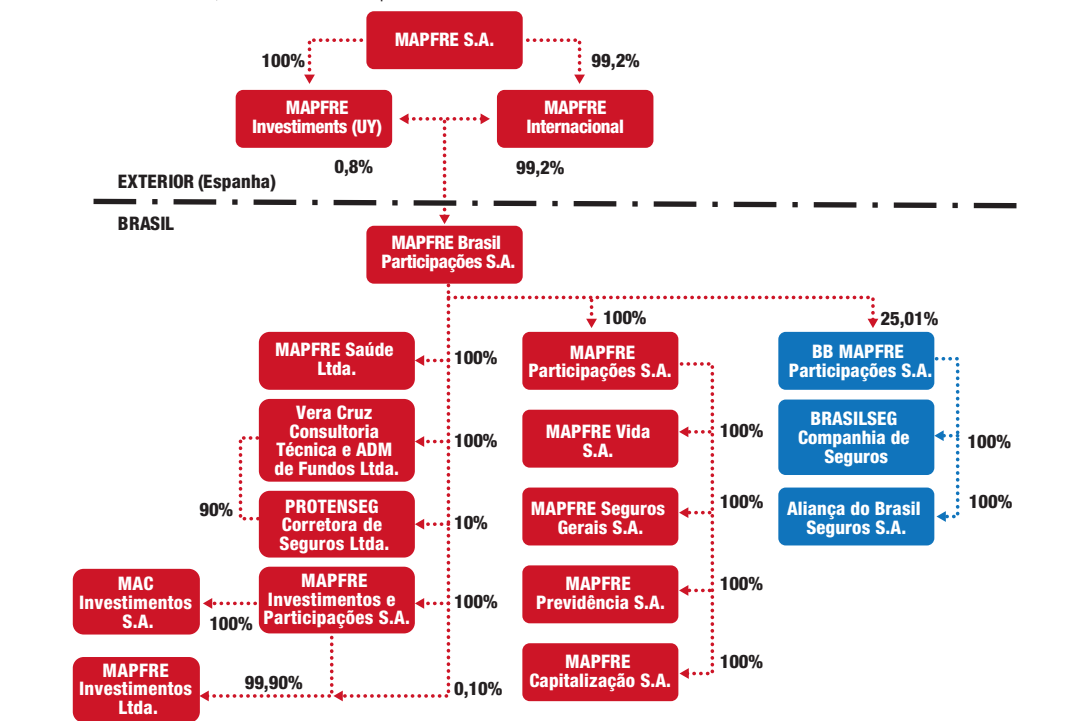 MAPFRE S.A.
100%
99,2%
MAPFRE
Investiments (UY)
MAPFRE
Internacional
0,8%
99,2%
EXTERIOR (Espanha)
BRASIL
MAPFRE Brasil
Participações S.A.
100%
25,01%
MAPFRE Saúde
Ltda.
100%
Vera Cruz
Consultoria
Técnica e ADM
de Fundos Ltda.
100%
90%
PROTENSEG
Corretora de
Seguros Ltda.
10%
MAC
Investimentos
S.A.
100%
MAPFRE
Investimentos e
Participações S.A.
100%
MAPFRE
Investimentos
Ltda.
99,90%
0,10%
MAPFRE
Participações S.A.
MAPFRE Vida
S.A.
100%
MAPFRE Seguros
Gerais S.A.
100%
MAPFRE
Previdência S.A.
100%
MAPFRE
Capitalização S.A.
100%
BB MAPFRE
Participações S.A.
BRASILSEG
Companhia de
Seguros
100%
Aliança do Brasil
Seguros S.A.
100%